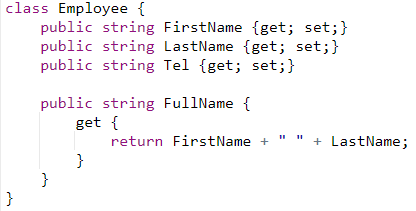 class Employee {
    public string FirstName {get; set;}
    public string LastName {get; set;}
    public string Tel {get; set;}

    public string FullName {
        get {
            return FirstName + " " + LastName;
        }
    }
}